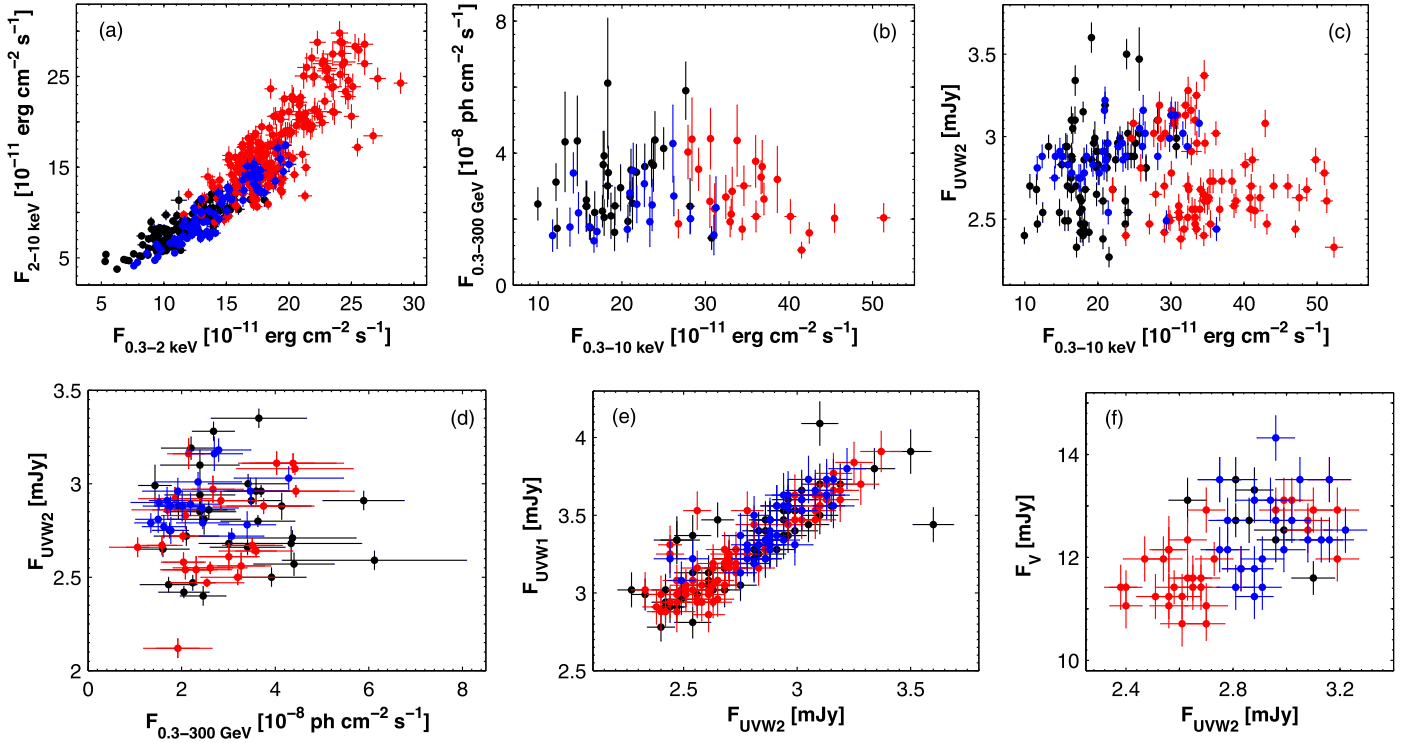 (a)
25
15
5
5 10 15 20 25 30
F2−10 keV [10−11 erg cm−2 s−1]
F0.3−2 keV [10−11 erg cm−2 s−1]
(b)
8
4
0
10 20 30 40 50
F0.3−300 GeV [10−8 ph cm−2 s−1]
F0.3−10 keV [10−11 erg cm−2 s−1]
(c)
3.5
3
2.5
10 20 30 40 50
FUVW2 [mJy]
F0.3−10 keV [10−11 erg cm−2 s−1]
(d)
3.5
3
2.5
2
0 2 4 6 8
FUVW2 [mJy]
F0.3−300 GeV [10−8 ph cm−2 s−1]
(e)
4
3.5
3
2.5
2.5 3 3.5
FUVW1 [mJy]
FUVW2 [mJy]
(f)
14
12
10
2.4 2.8 3.2
FV [mJy]
FUVW2 [mJy]